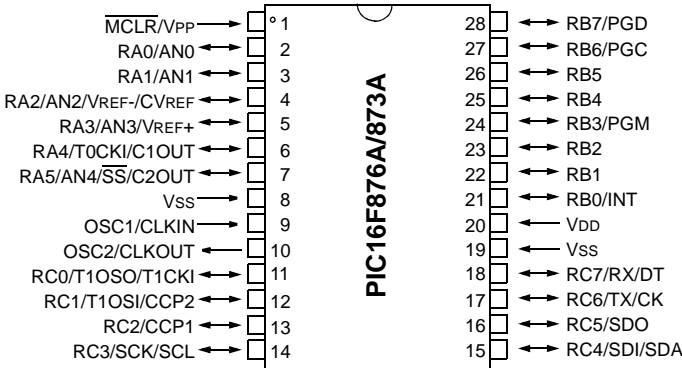 MCLR/VPP 1
RA0/AN0 2
RA1/AN1 3
RA2/AN2/VREF-/CVREF 4
RA3/AN3/VREF+ 5
RA4/T0CKI/C1OUT 6
RA5/AN4/SS/C2OUT 7
VSS 8
OSC1/CLKIN 9
OSC2/CLKOUT 10
RC0/T1OSO/T1CKI 11
RC1/T1OSI/CCP2 12
RC2/CCP1 13
RC3/SCK/SCL 14
PIC16F876A/873A
28 RB7/PGD
27 RB6/PGC
26 RB5
25 RB4
24 RB3/PGM
23 RB2
22 RB1
21 RB0/INT
20 VDD
19 VSS
18 RC7/RX/DT
17 RC6/TX/CK
16 RC5/SDO
15 RC4/SDI/SDA